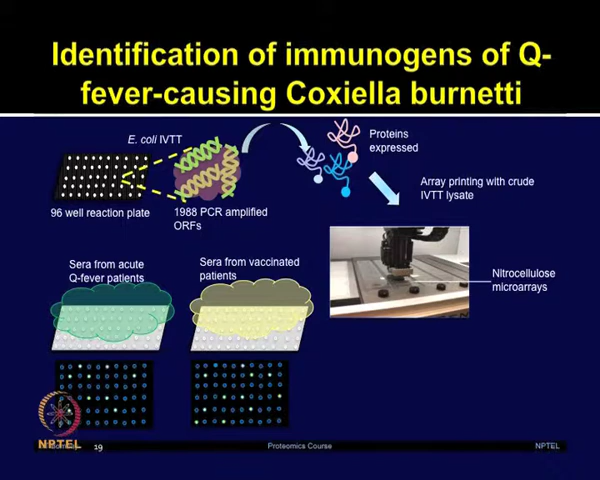 Identification of immunogens of Q-
fever-causing Coxiella burnetti
E. coli IVTT
Proteins
expressed
Array printing with crude
IVTT lysate
96 well reaction plate
1988 PCR amplified
ORFs
Sera from acute
Q-fever patients
Sera from vaccinated
patients
Nitrocellulose
microarrays
NPTEL
19
Proteomics Course
NPTEL